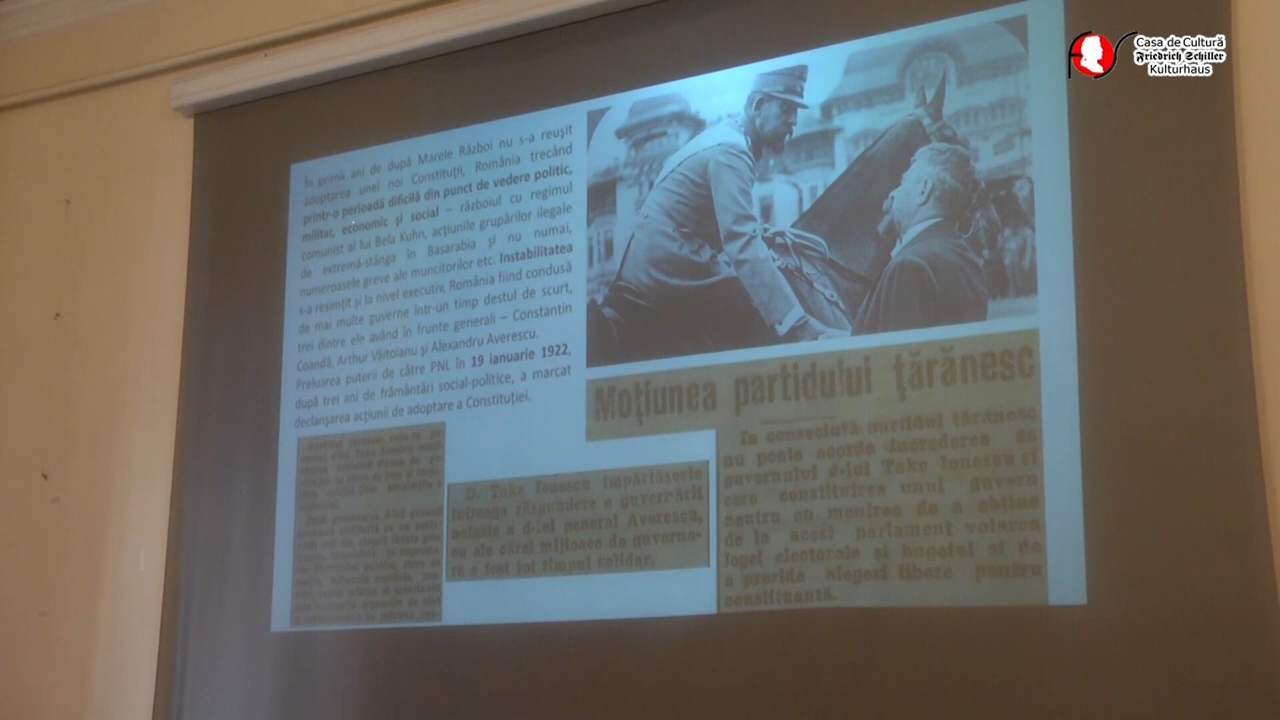 Casa de Cultură
Friedrich Schiller
Kulturhaus
În primii ani de după Marele Război nu s-a reușit
adoptarea unei noi Constituții, România trecând
printr-o perioadă dificilă din punct de vedere politic,
militar, economic și social – războiul cu regimul
comunist al lui Bela Kuhn, acțiunile grupărilor ilegale
de extremă-stânga în Basarabia și nu numai,
numeroasele greve ale muncitorilor etc. Instabilitatea
s-a resimțit și la nivel executiv, România fiind condusă
de mai multe guverne într-un timp destul de scurt,
trei dintre ele având în frunte generali – Constantin
Coandă, Arthur Văitoianu și Alexandru Averescu.
Preluarea puterii de către PNL în 19 ianuarie 1922,
după trei ani de frământări social-politice, a marcat
declanșarea acțiunii de adoptare a Constituției.
Moțiunea partidului țărănesc
D. Take Ionescu împărtășește
întreaga răspundere a guvernării
nefaste a d-lui general Averescu,
cu ale cărei mijloace de guverna-
re a fost tot timpul solidar.
In consecință partidul țărănesc
nu poate acorda încrederea sa
guvernului d-lui Take Ionescu și
cere constituirea unui guvern
pentru cu menirea de a obține
de la acest parlament votarea
legei electorale și bugetul și de
a prezida alegeri libere pentru
constituantă.